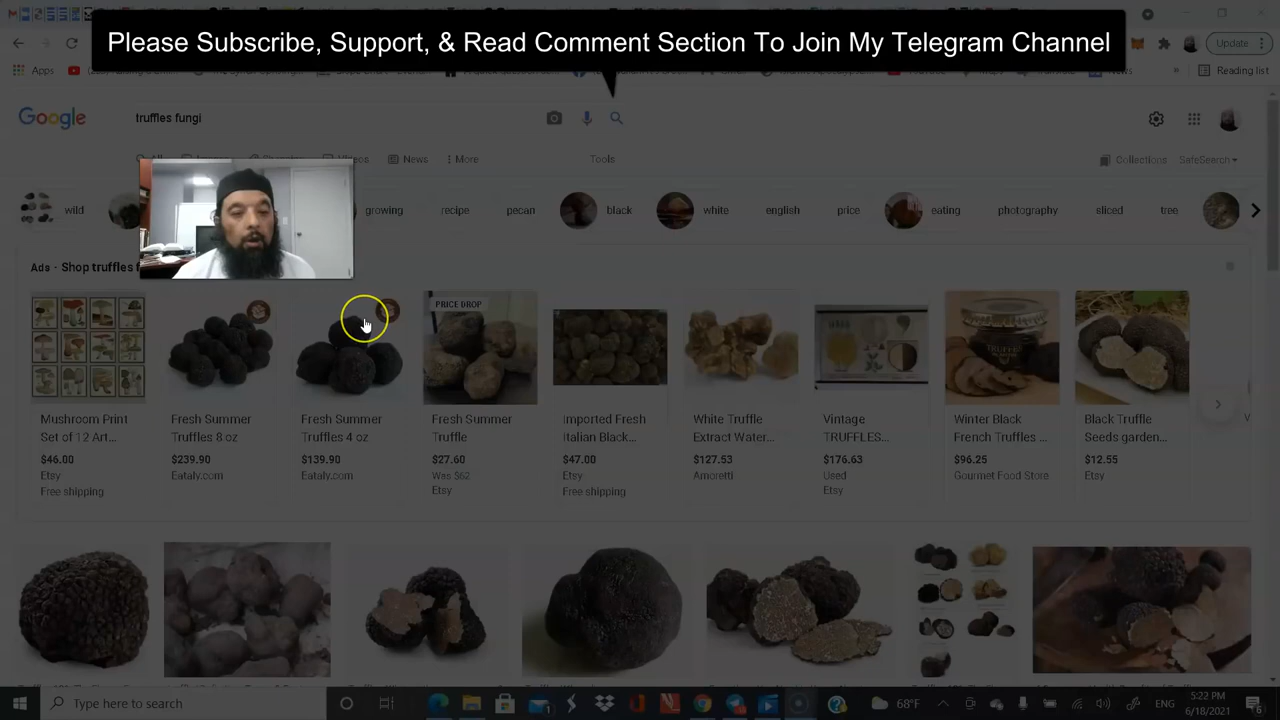 Please Subscribe, Support, & Read Comment Section To Join My Telegram Channel
Update
Apps
Reading list
Google
truffles fungi
News
More
Tools
Collections
SafeSearch
wild
growing
recipe
pecan
black
white
english
price
eating
photography
sliced
tree
Ads · Shop truffles f
PRICE DROP
Mushroom Print
Set of 12 Art...
$46.00
Etsy
Free shipping
Fresh Summer
Truffles 8 oz
$239.90
Eataly.com
Fresh Summer
Truffles 4 oz
$139.90
Eataly.com
Fresh Summer
Truffle
$27.60
Was $62
Etsy
Imported Fresh
Italian Black...
$47.00
Etsy
Free shipping
White Truffle
Extract Water...
$127.53
Amoretti
Vintage
TRUFFLES...
$176.63
Used
Etsy
Winter Black
French Truffles ...
$96.25
Gourmet Food Store
Black Truffle
Seeds garden...
$12.55
Etsy
Type here to search
68°F
ENG
5:22 PM
6/18/2021